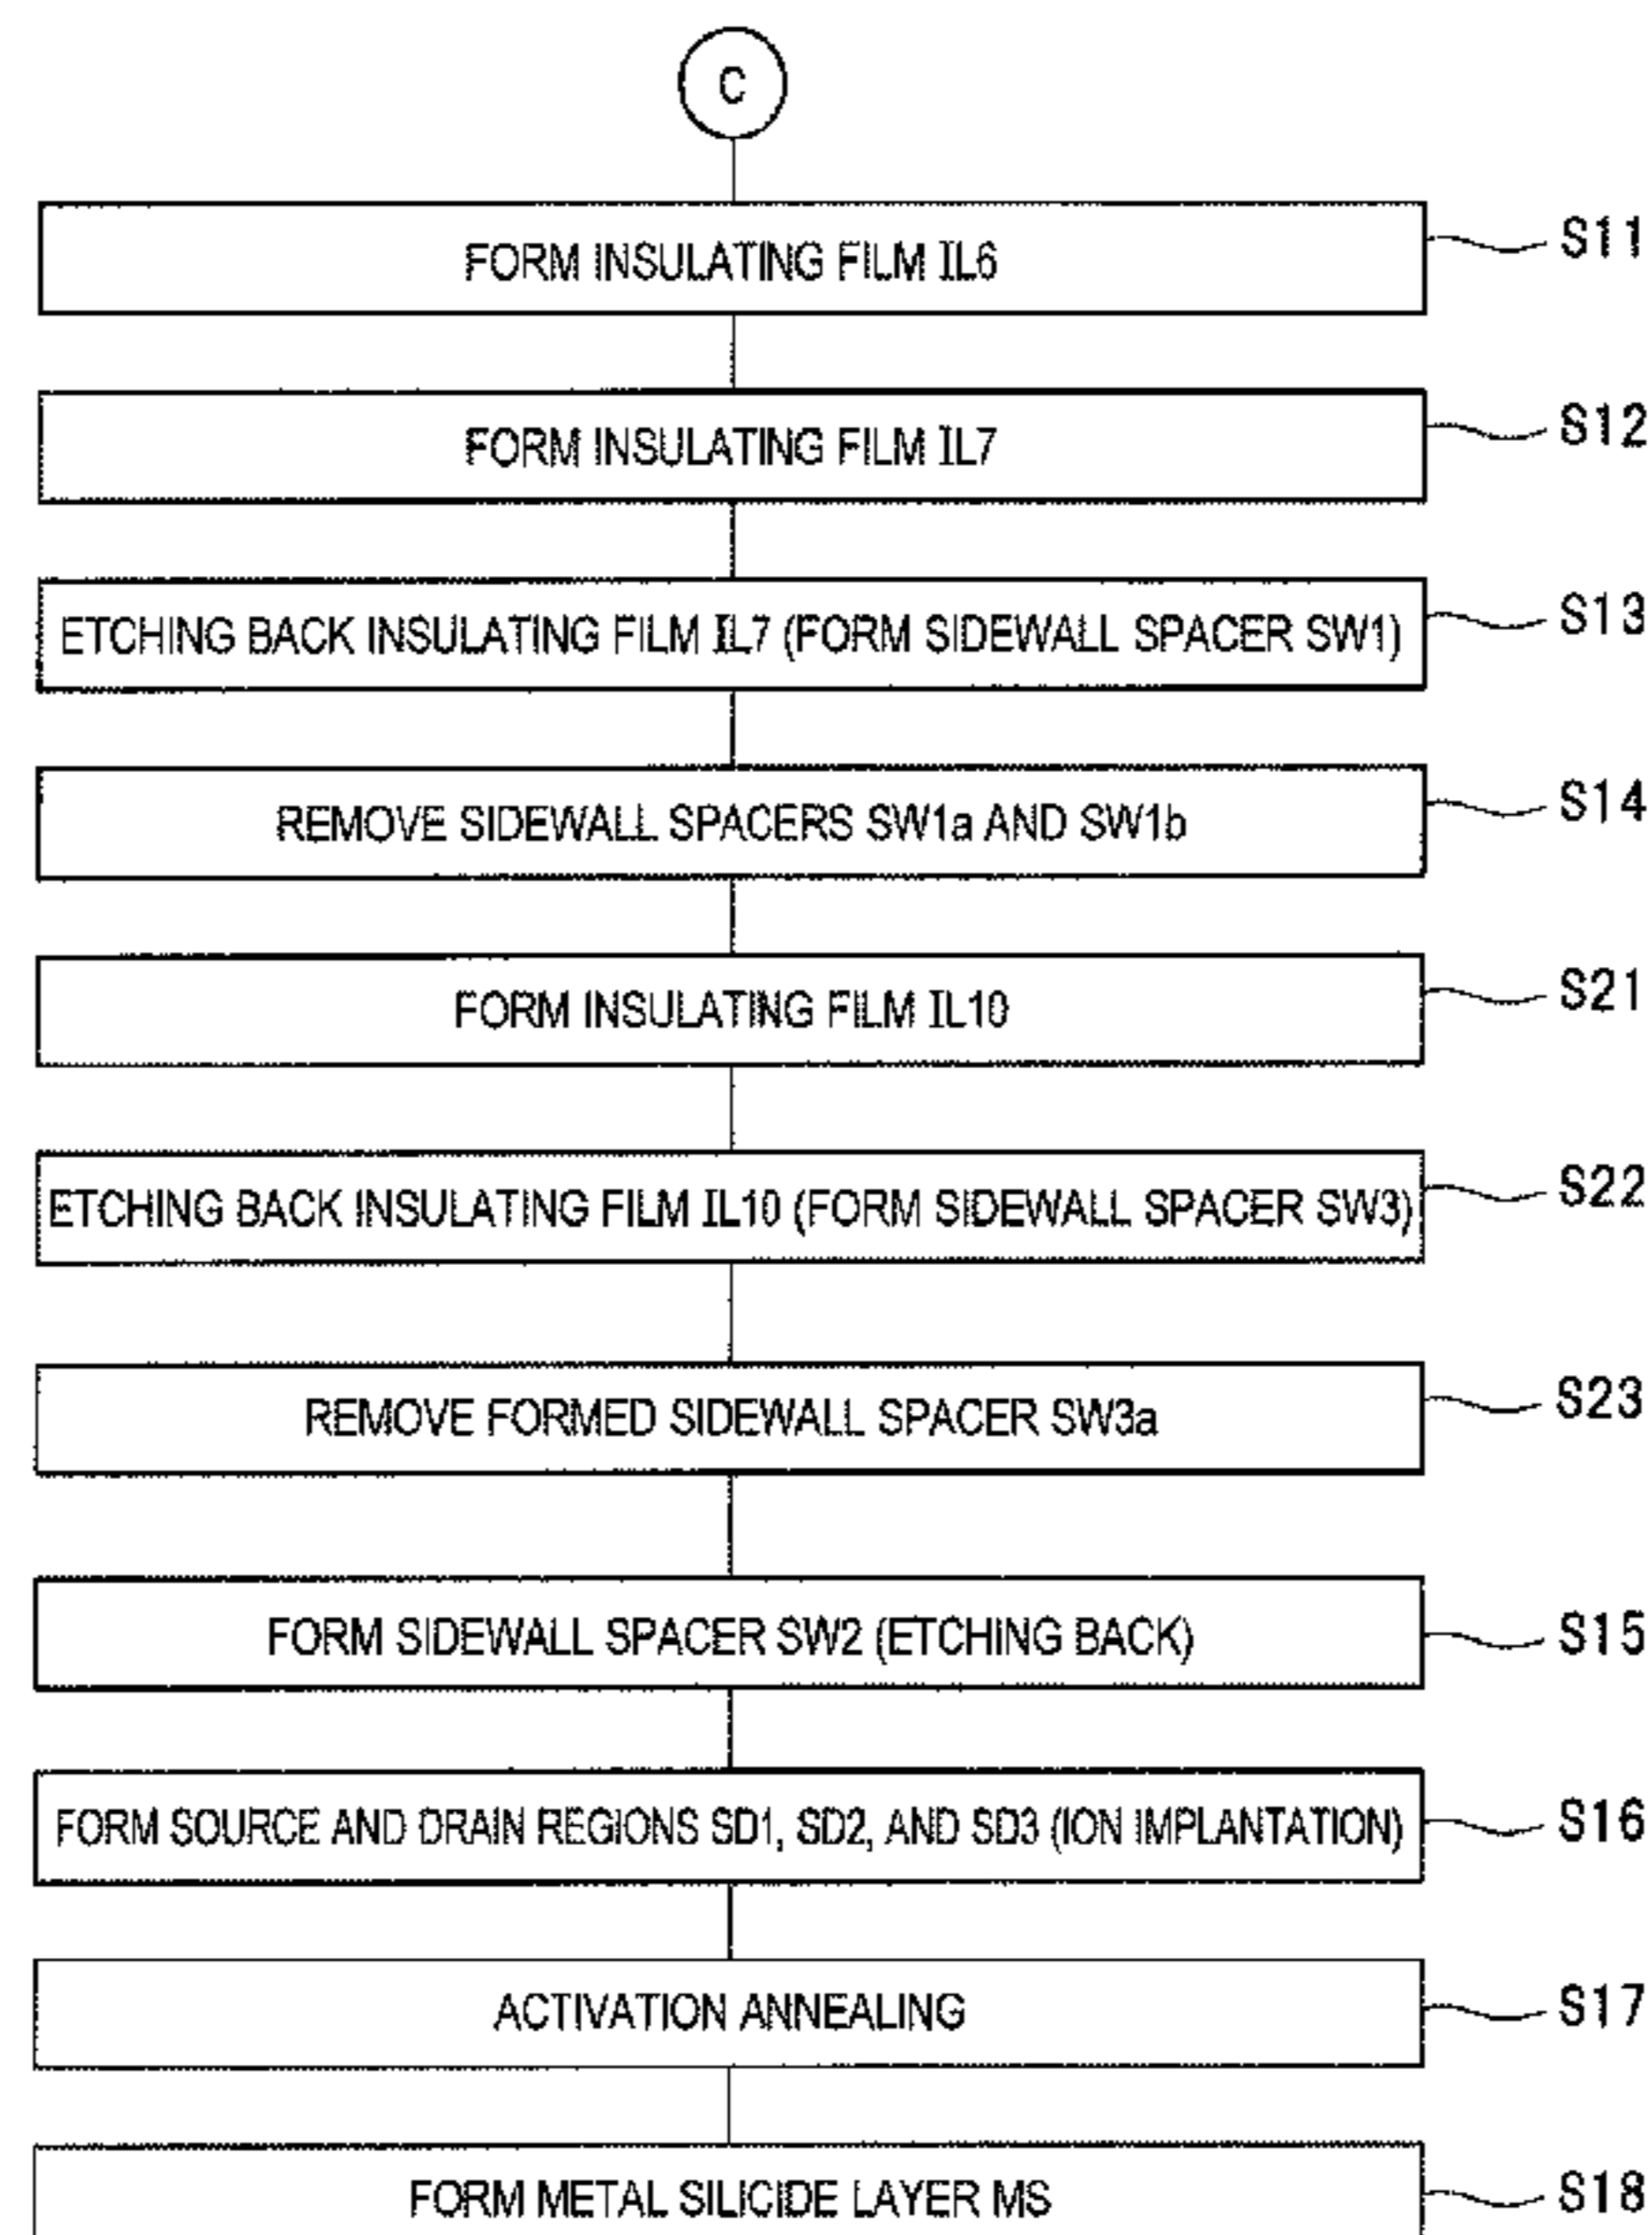 C
FORM INSULATING FILM IL6 S11
FORM INSULATING FILM IL7 S12
ETCHING BACK INSULATING FILM IL7 (FORM SIDEWALL SPACER SW1) S13
REMOVE SIDEWALL SPACERS SW1a AND SW1b S14
FORM INSULATING FILM IL10 S21
ETCHING BACK INSULATING FILM IL10 (FORM SIDEWALL SPACER SW3) S22
REMOVE FORMED SIDEWALL SPACER SW3a S23
FORM SIDEWALL SPACER SW2 (ETCHING BACK) S15
FORM SOURCE AND DRAIN REGIONS SD1, SD2, AND SD3 (ION IMPLANTATION) S16
ACTIVATION ANNEALING S17
FORM METAL SILICIDE LAYER MS S18